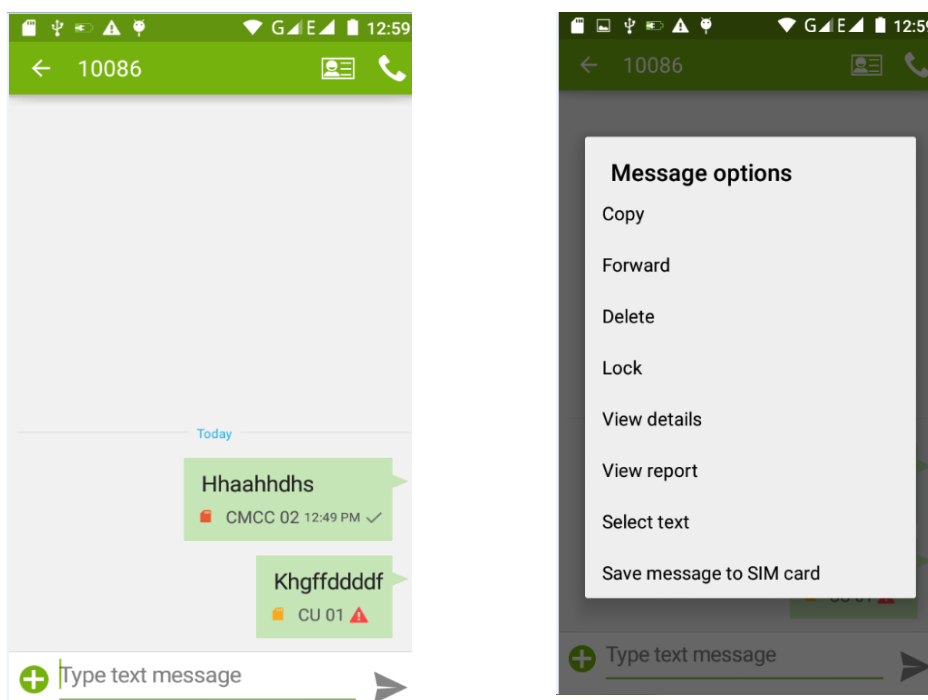 G E 12:59
10086
Today
Hhaahhdhs
CMCC 02 12:49 PM
Khgffddddf
CU 01
Type text message
G E 12:59
10086
Message options
Copy
Forward
Delete
Lock
View details
View report
Select text
Save message to SIM card
CU 01
Type text message